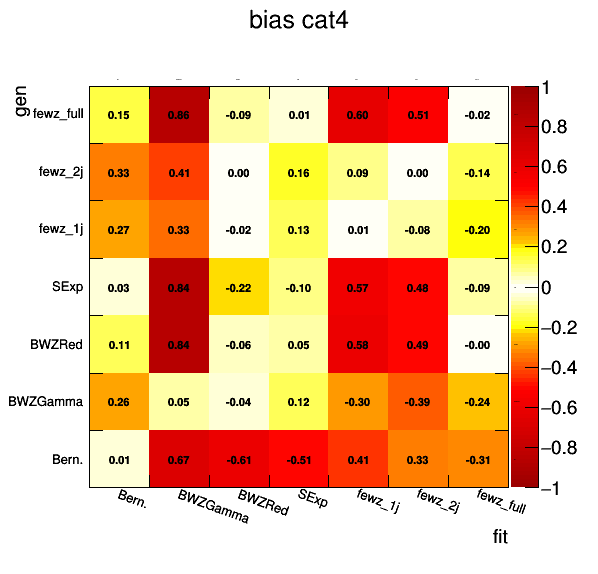 bias cat4
gen
fewz_full 0.15 0.86 -0.09 0.01 0.60 0.51 -0.02
fewz_2j 0.33 0.41 0.00 0.16 0.09 0.00 -0.14
fewz_1j 0.27 0.33 -0.02 0.13 0.01 -0.08 -0.20
SExp 0.03 0.84 -0.22 -0.10 0.57 0.48 -0.09
BWZRed 0.11 0.84 -0.06 0.05 0.58 0.49 -0.00
BWZGamma 0.26 0.05 -0.04 0.12 -0.30 -0.39 -0.24
Bern. 0.01 0.67 -0.61 -0.51 0.41 0.33 -0.31
Bern. BWZGamma BWZRed SExp fewz_1j fewz_2j fewz_full
fit
1
0.8
0.6
0.4
0.2
0
−0.2
−0.4
−0.6
−0.8
−1